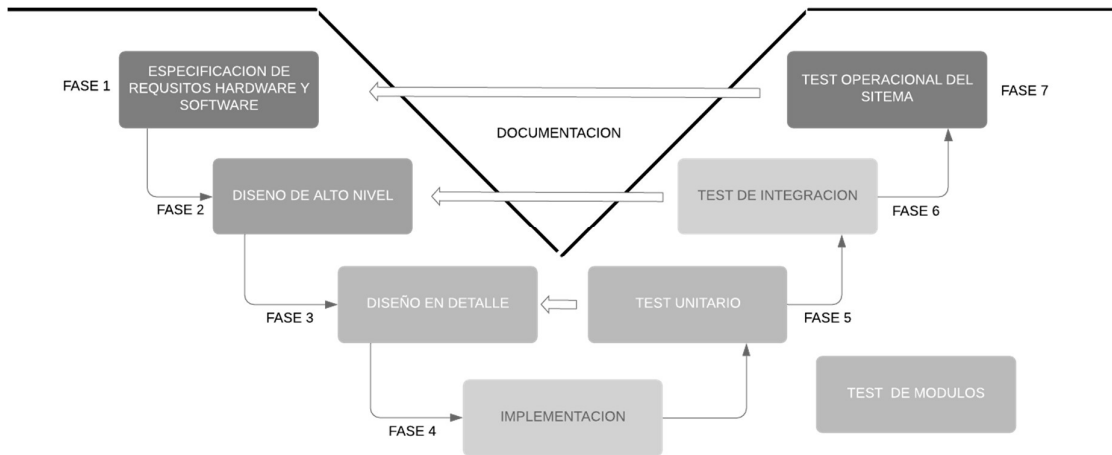 FASE 1
ESPECIFICACION DE
REQUSITOS HARDWARE Y
SOFTWARE
TEST OPERACIONAL DEL
SITEMA
FASE 7
DOCUMENTACION
FASE 2
DISENO DE ALTO NIVEL
TEST DE INTEGRACION
FASE 6
FASE 3
DISEÑO EN DETALLE
TEST UNITARIO
FASE 5
FASE 4
IMPLEMENTACION
TEST DE MODULOS